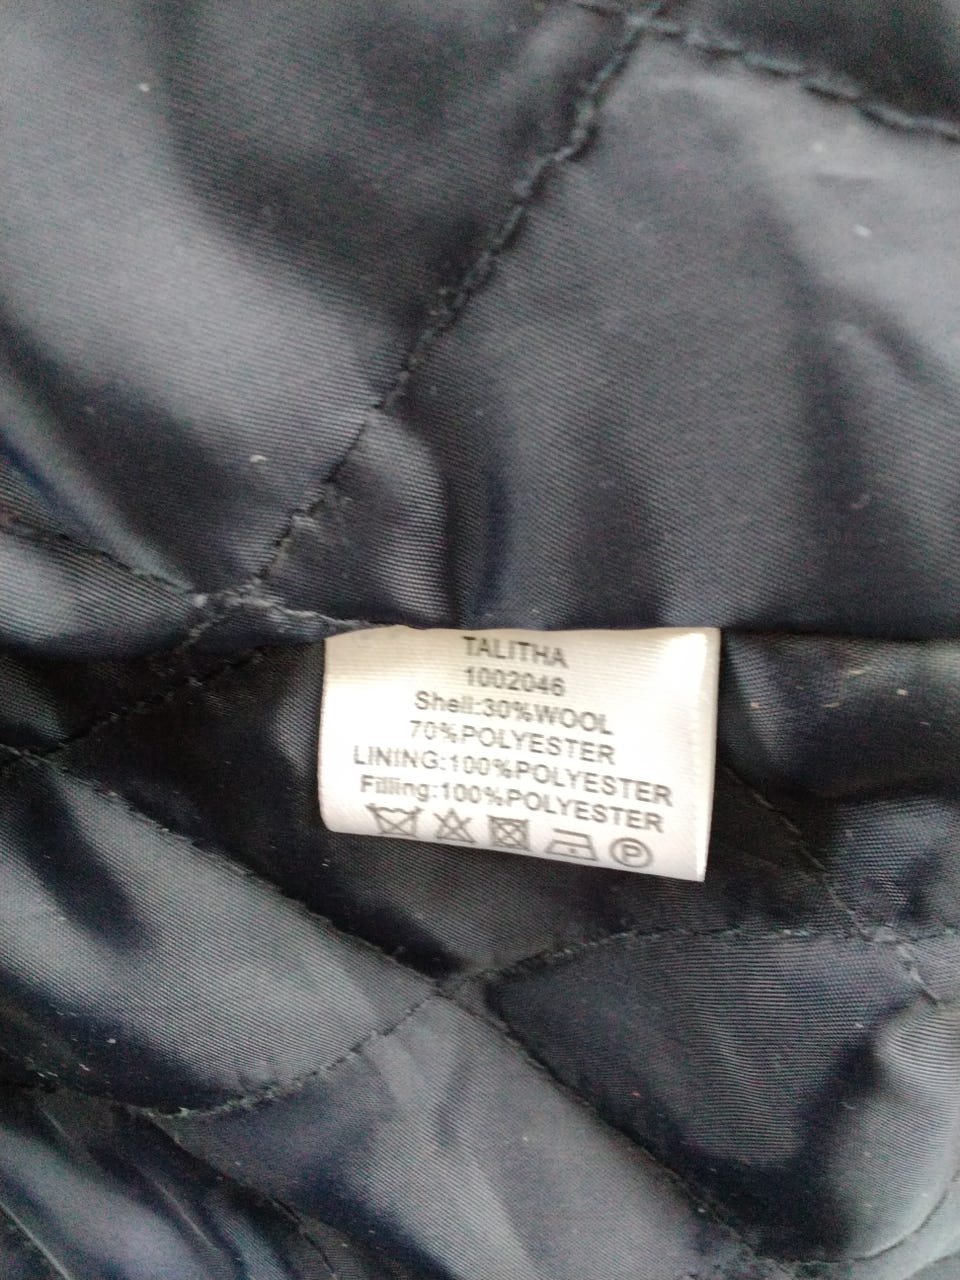 TALITHA
1002046
Shell:30%WOOL
70%POLYESTER
LINING:100%POLYESTER
Filling:100%POLYESTER
P